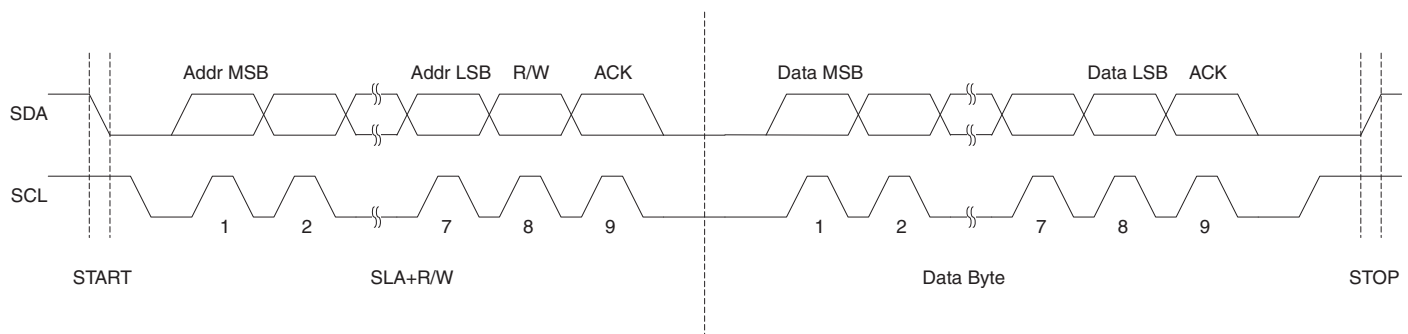 Addr MSB Addr LSB R/W ACK Data MSB Data LSB ACK
SDA
SCL
1 2 7 8 9 1 2 7 8 9
START SLA+R/W Data Byte STOP